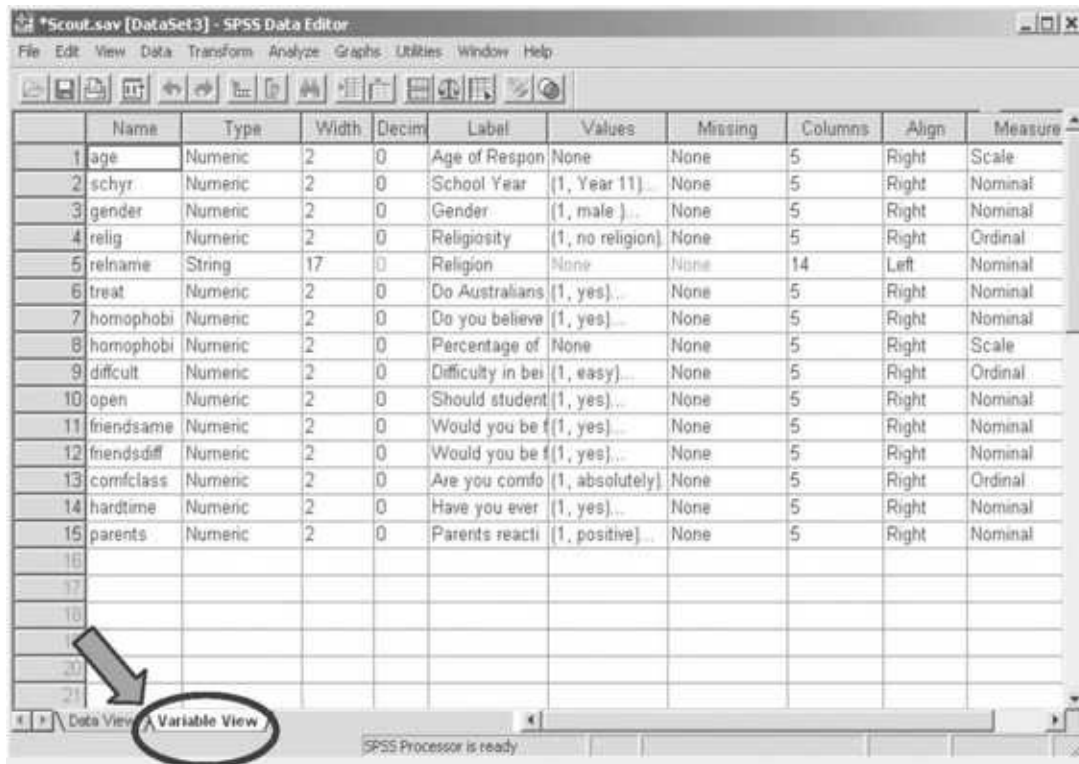 *Scout.sav [DataSet3] - SPSS Data Editor
File Edit View Data Transform Analyze Graphs Utilities Window Help
Name Type Width Decim Label Values Missing Columns Align Measure
1 age Numeric 2 0 Age of Respon None None 5 Right Scale
2 schyr Numeric 2 0 School Year {1, Year 11}... None 5 Right Nominal
3 gender Numeric 2 0 Gender {1, male }... None 5 Right Nominal
4 relig Numeric 2 0 Religiosity {1, no religion}. None 5 Right Ordinal
5 relname String 17 0 Religion None None 14 Left Nominal
6 treat Numeric 2 0 Do Australians {1, yes}... None 5 Right Nominal
7 homophobi Numeric 2 0 Do you believe {1, yes}... None 5 Right Nominal
8 homophobi Numeric 2 0 Percentage of None None 5 Right Scale
9 diffcult Numeric 2 0 Difficulty in bei {1, easy}... None 5 Right Ordinal
10 open Numeric 2 0 Should student {1, yes}... None 5 Right Nominal
11 friendsame Numeric 2 0 Would you be f {1, yes}... None 5 Right Nominal
12 friendsdiff Numeric 2 0 Would you be f {1, yes}... None 5 Right Nominal
13 comfclass Numeric 2 0 Are you comfo {1, absolutely}. None 5 Right Ordinal
14 hardtime Numeric 2 0 Have you ever {1, yes}... None 5 Right Nominal
15 parents Numeric 2 0 Parents reacti {1, positive}... None 5 Right Nominal
16
17
18
20
21
Data View Variable View
SPSS Processor is ready